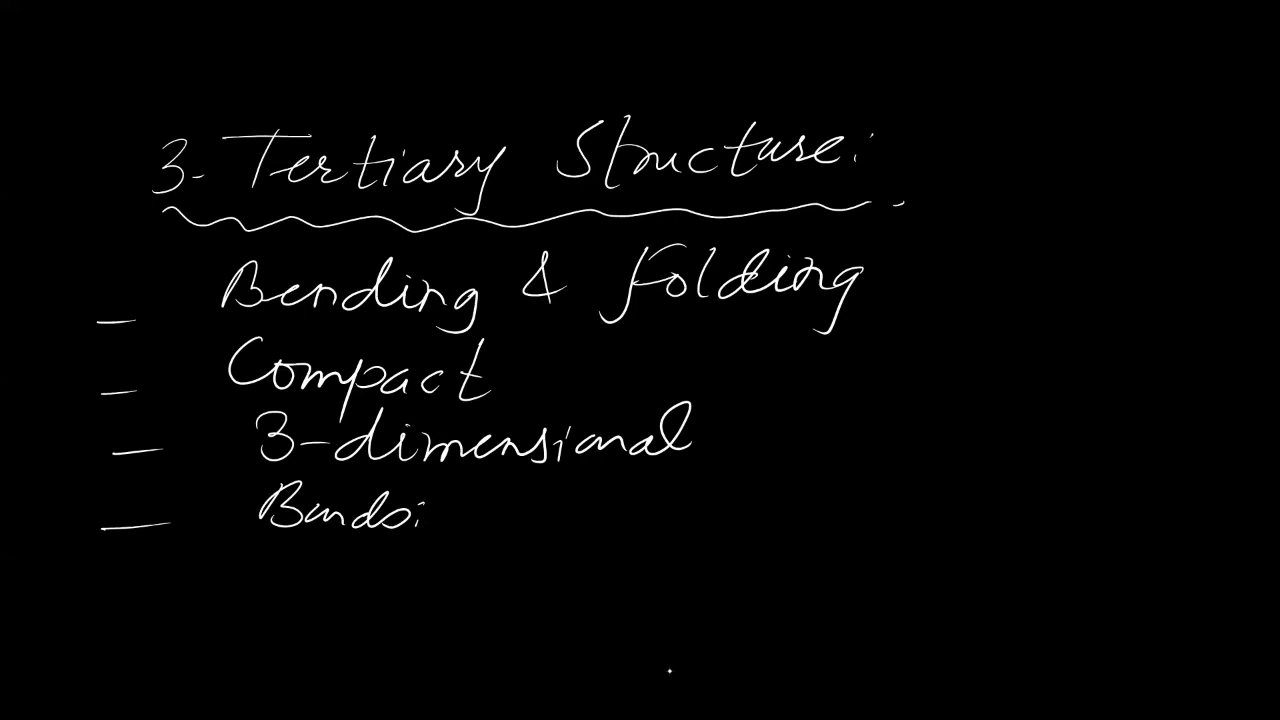 3- Tertiary Structure:
- Bending & Folding
- Compact
- 3-dimensional
- Bonds: